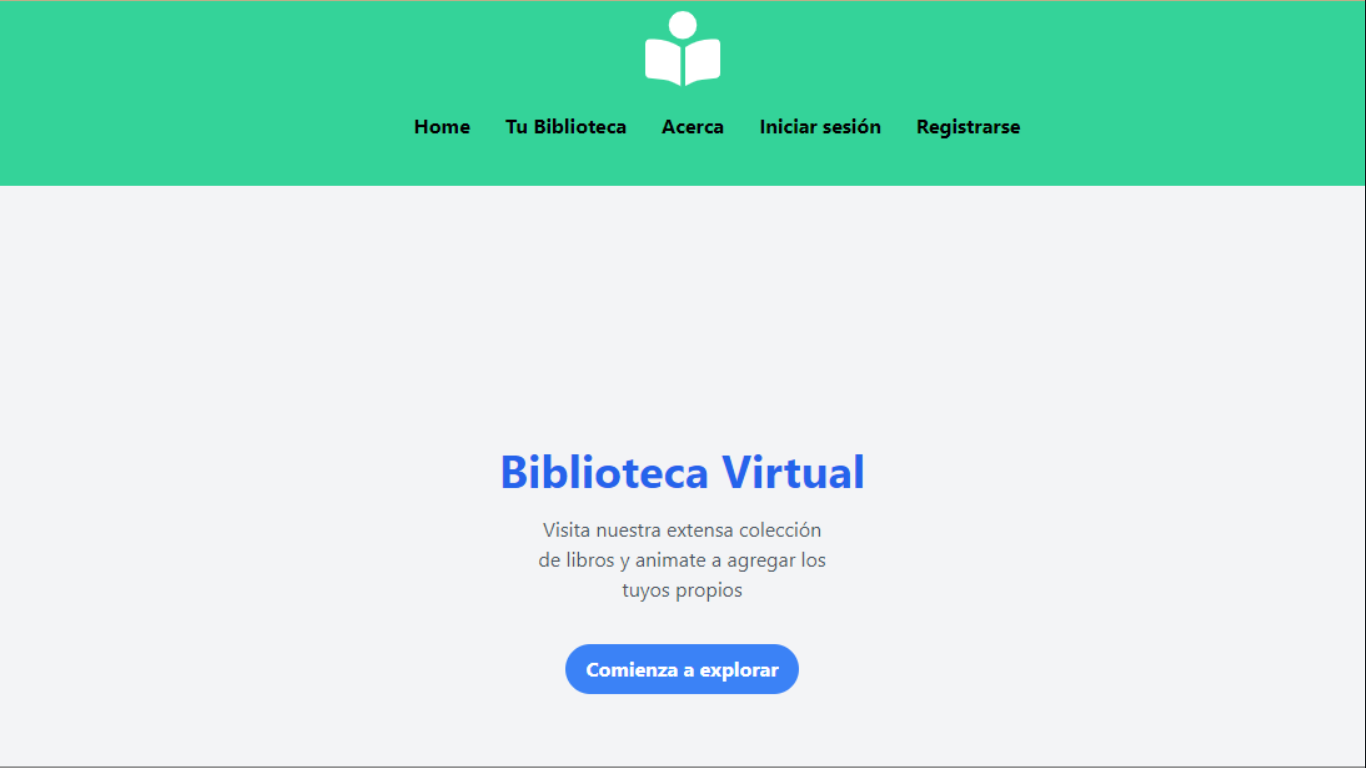 Home Tu Biblioteca Acerca Iniciar sesión Registrarse
Biblioteca Virtual
Visita nuestra extensa colección
de libros y animate a agregar los
tuyos propios
Comienza a explorar